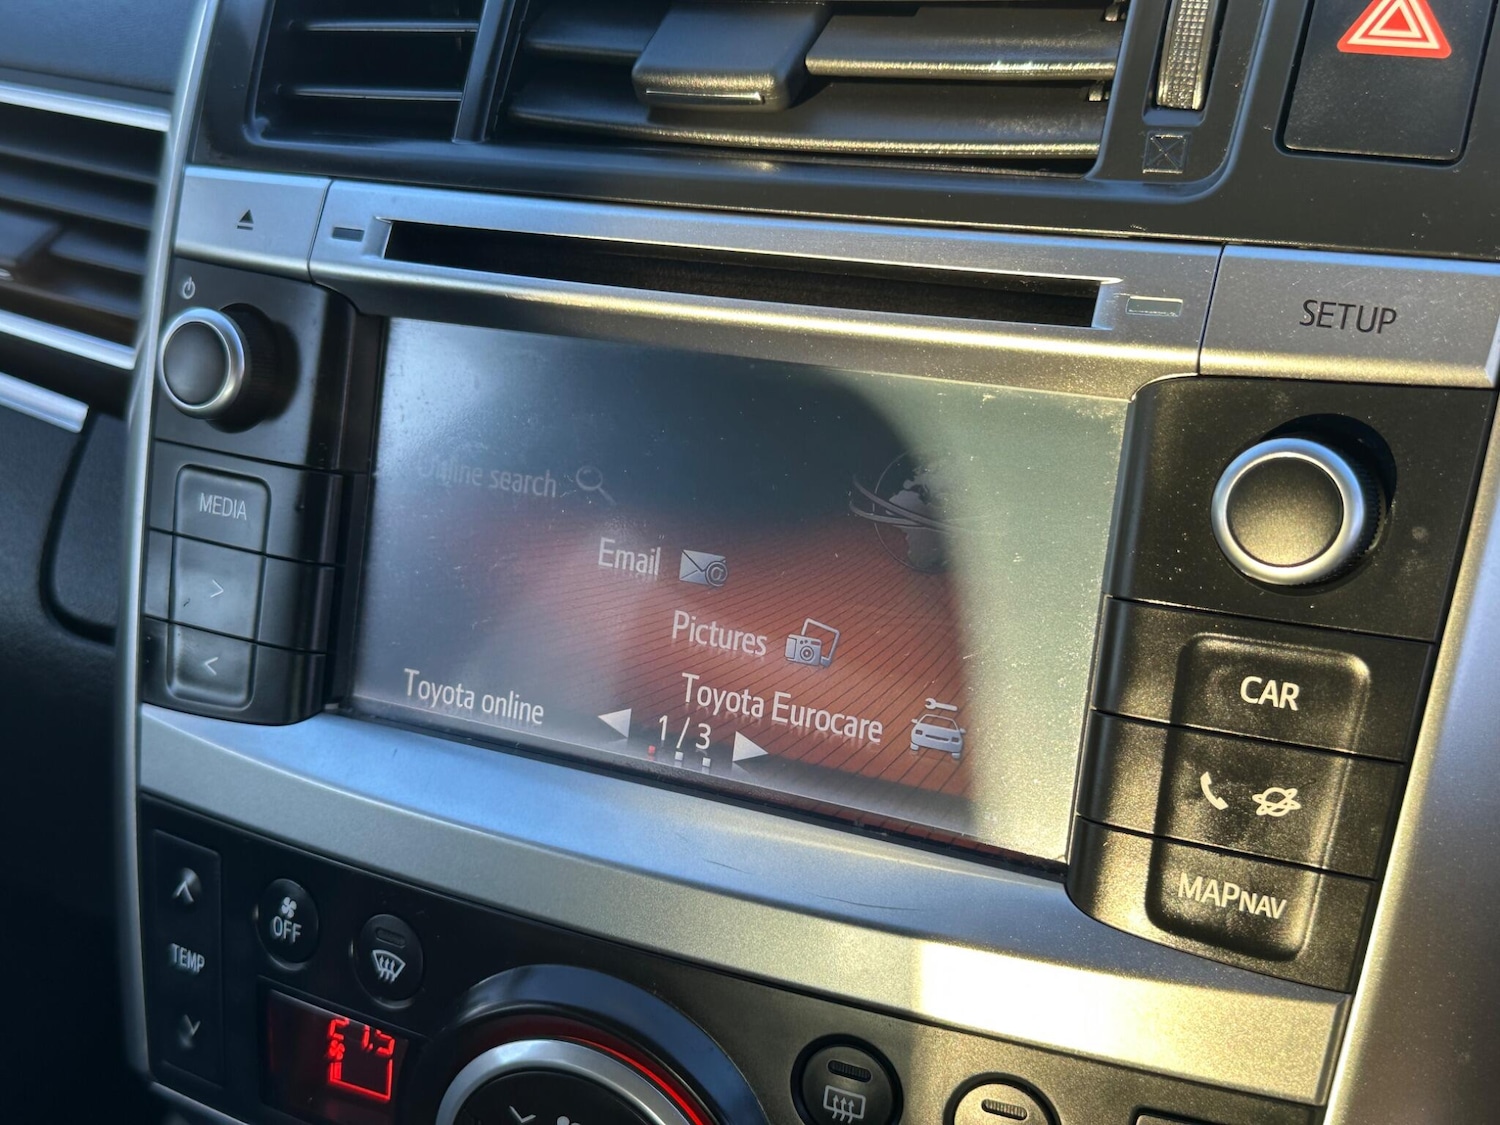 SETUP
MEDIA
>
<
Online search
Email
Pictures
Toyota Eurocare
Toyota online
1/3
CAR
MAPNAV
OFF
TEMP